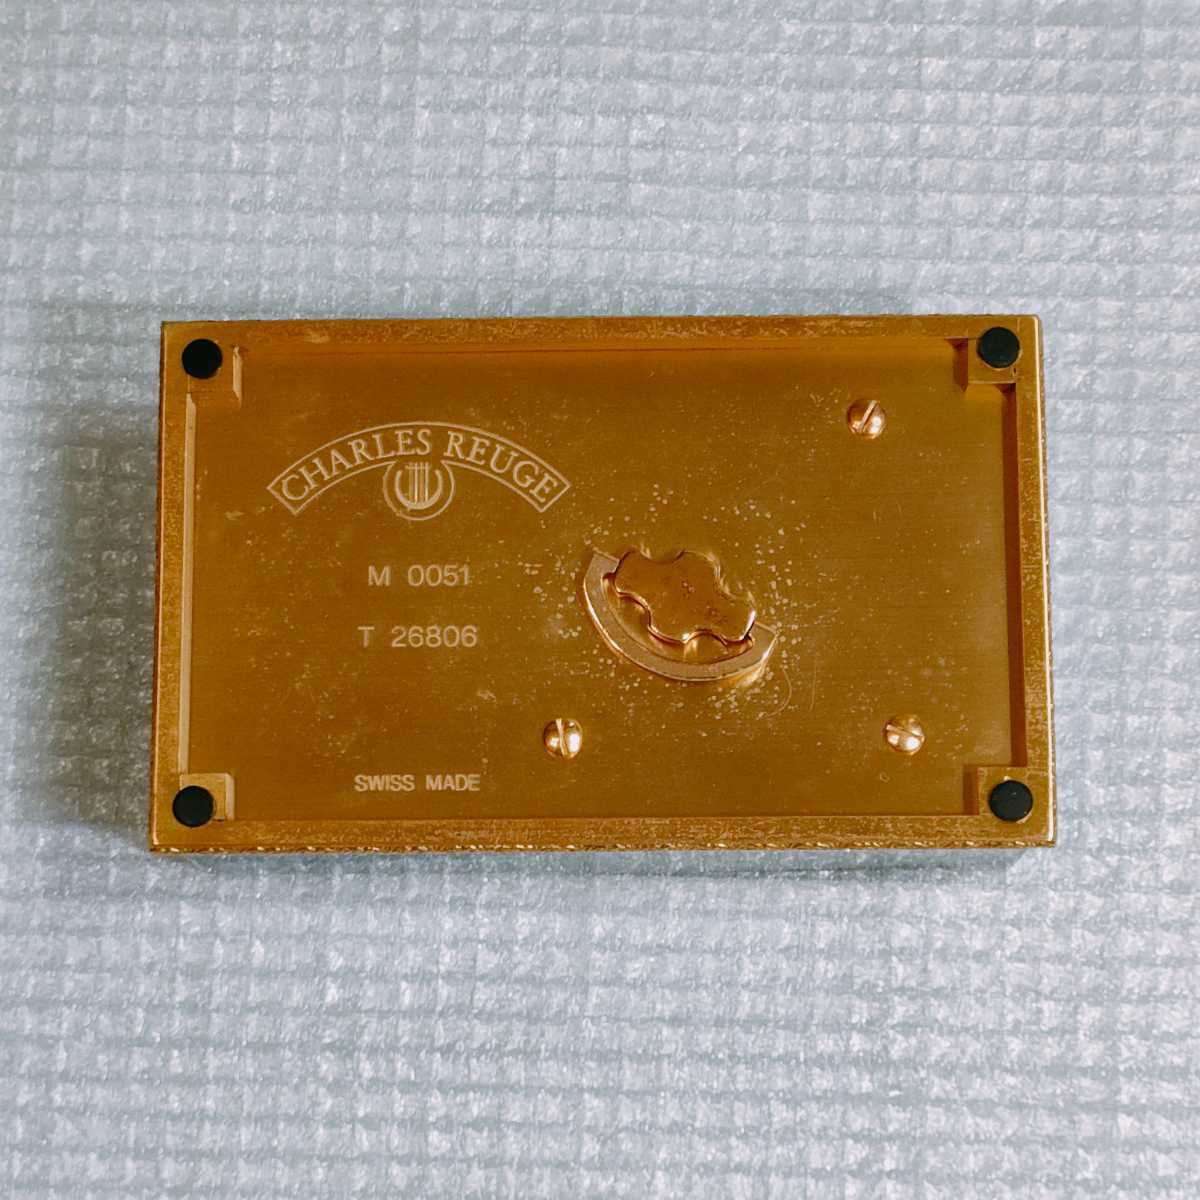 CHARLES REUGE
M 0051
T 26806
SWISS MADE